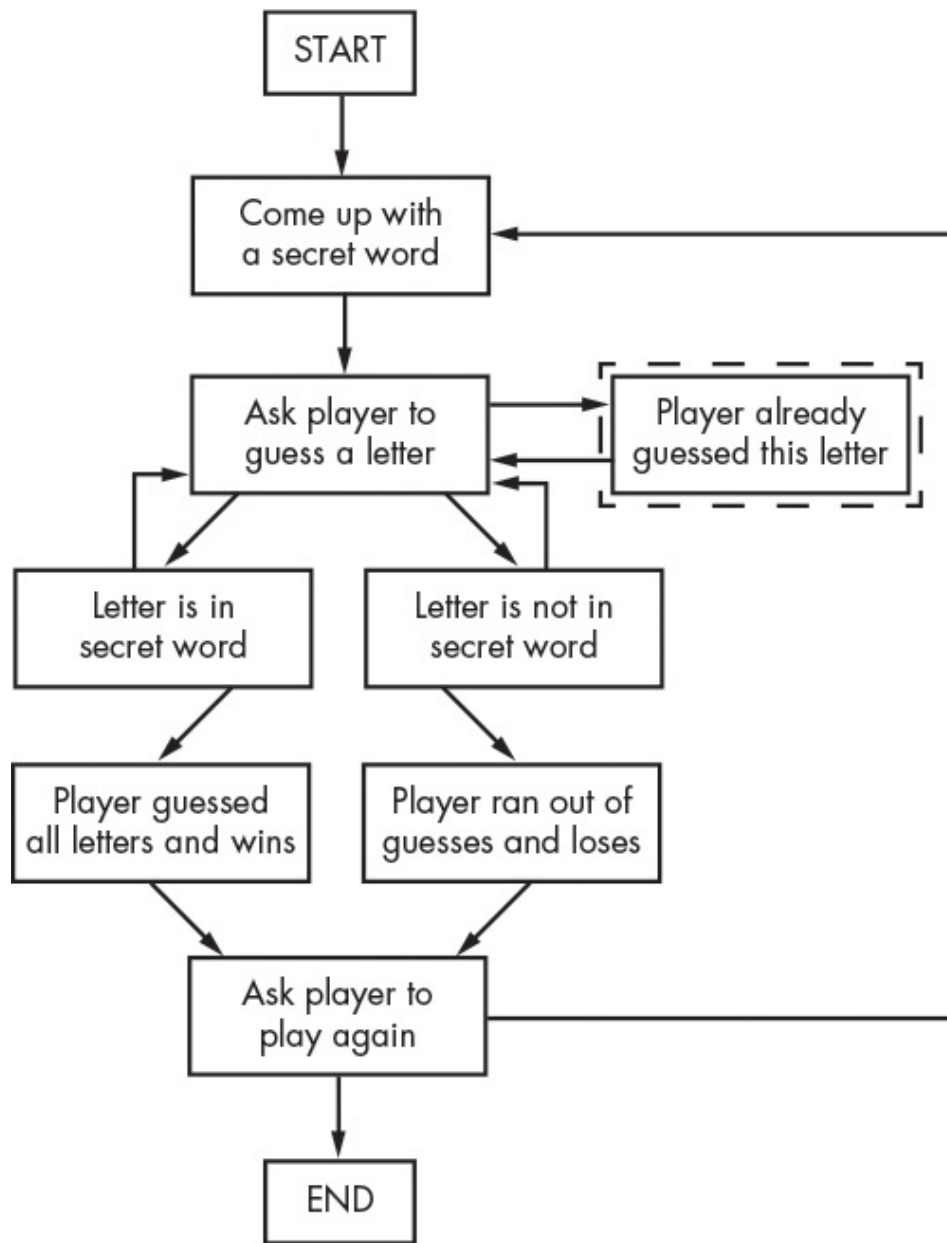 START
Come up with
a secret word
Ask player to
guess a letter
Player already
guessed this letter
Letter is in
secret word
Letter is not in
secret word
Player guessed
all letters and wins
Player ran out of
guesses and loses
Ask player to
play again
END